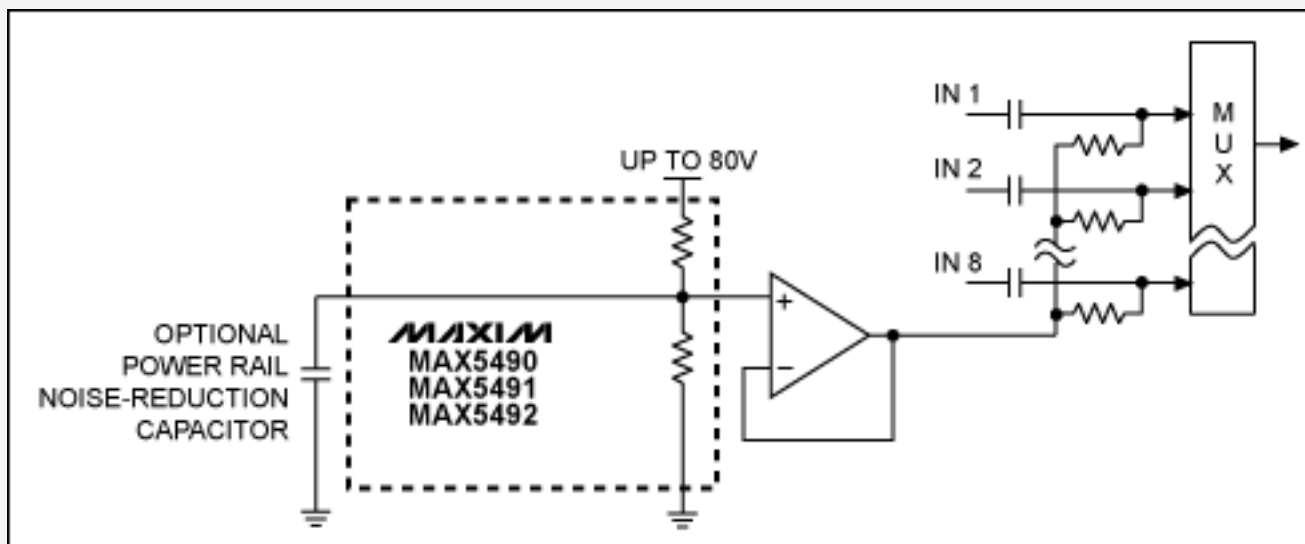 UP TO 80V
OPTIONAL
POWER RAIL
NOISE-REDUCTION
CAPACITOR
MAXIM
MAX5490
MAX5491
MAX5492
+
−
IN 1
IN 2
IN 8
M
U
X